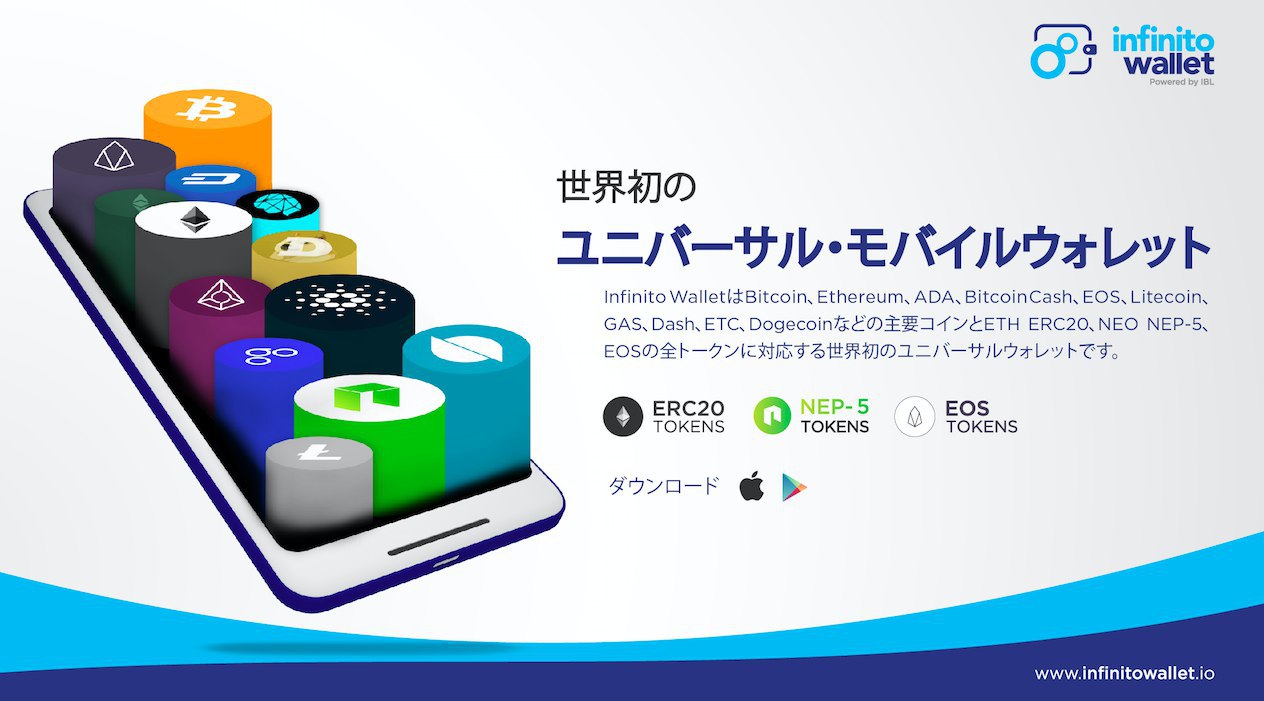 infinito
wallet
Powered by IBL
世界初の
ユニバーサル・モバイルウォレット
Infinito WalletはBitcoin、Ethereum、ADA、BitcoinCash、EOS、Litecoin、
GAS、Dash、ETC、Dogecoinなどの主要コインとETH ERC20、NEO NEP-5、
EOSの全トークンに対応する世界初のユニバーサルウォレットです。
ERC20
TOKENS
NEP-5
TOKENS
EOS
TOKENS
ダウンロード
www.infinitowallet.io